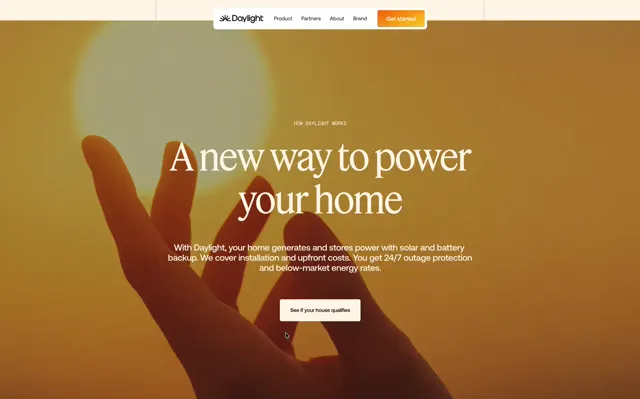 Daylight
Product
Partners
About
Brand
Get started
HOW DAYLIGHT WORKS
A new way to power
your home
With Daylight, your home generates and stores power with solar and battery
backup. We cover installation and upfront costs. You get 24/7 outage protection
and below-market energy rates.
See if your house qualifies